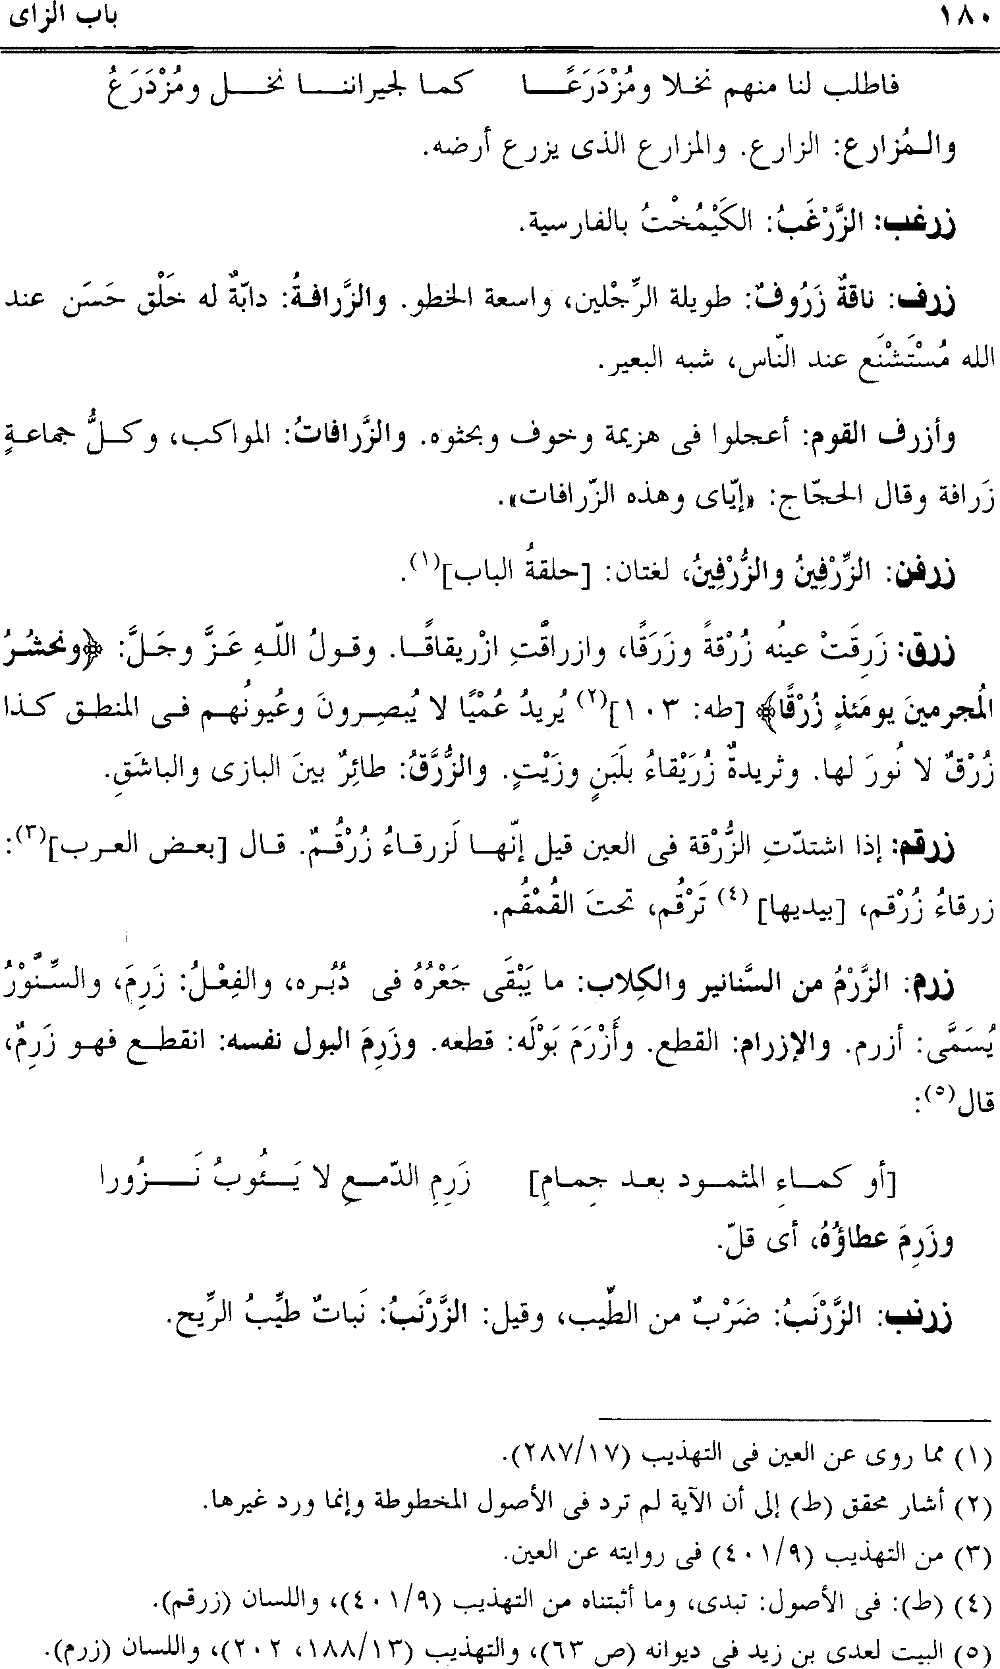 ١٨٠ باب الزاى
فاطلب لنا منهم نخلا ومُزْدَرَعًا كما لجيراننا نخل ومُزْدَرَعُ
والمُزارع: الزارع. والمزارع الذى يزرع أرضه.
زرغب: الزَّرْغَبُ: الكَيْمُخْتُ بالفارسية.
زرف: ناقةٌ زَرُوفٌ: طويلة الرِّجْلين، واسعة الخطو. والزَّرافةُ: دابّةٌ له خَلْق حَسَن عند
الله مُسْتَشْنَع عند النّاس، شبه البعير.
وأزرف القوم: أعجلوا فى هزيمة وخوف وبحثوه. والزَّرافاتُ: المواكب، وكلُّ جماعةٍ
زَرافة وقال الحجّاج: «إيّاى وهذه الزّرافات».
زرفن: الزِّرْفِينُ والزُّرْفِينُ، لغتان: [حلقةُ الباب](١).
زرق: زَرِقَتْ عينُه زُرْقةً وزَرَقًا، وازراقّتِ ازْرِيقاقًا. وقولُ اللّهِ عَزَّ وجَلَّ: ﴿ونحشُرُ
المُجرمينَ يومَئذٍ زُرْقًا﴾ [طه: ١٠٣](٢) يُريدُ عُمْيًا لا يُبصِرونَ وعُيونُهم فى المنطق كذا
زُرْقٌ لا نُورَ لها. وثريدةٌ زُرَيْقاءُ بلَبَنٍ وزَيْتٍ. والزُّرَّقُ: طائِرٌ بينَ البازى والباشَقِ.
زرقم: إذا اشتدّتِ الزُّرْقة فى العين قيل إنّها لَزرقاءُ زُرْقُمٌ. قال [بعض العرب](٣):
زرقاءُ زُرْقم، [بيديها](٤) تَرْقُم، تحتَ القُمْقُم.
زرم: الزَّرْمُ من السَّنانير والكِلاب: ما يَبْقَى جَعْرُهُ فى دُبُره، والفِعْلُ: زَرِمَ، والسِّنَّوْرُ
يُسَمَّى: أزرم. والإزرام: القطع. وأَزْرَمَ بَوْلَه: قطعه. وزَرِمَ البول نفسه: انقطع فهو زَرِمٌ،
قال(٥):
[أو كماءِ المثمود بعد جِمامٍ] زَرِمِ الدّمعِ لا يَئُوبُ نَزُورا
وزَرِمَ عطاؤُهُ، أى قلّ.
زرنب: الزَّرْنَبُ: ضَرْبٌ من الطِّيب، وقيل: الزَّرْنَبُ: نَباتٌ طيِّبُ الرِّيح.
(١) مما روى عن العين فى التهذيب (٢٨٧/١٧).
(٢) أشار محقق (ط) إلى أن الآية لم ترد فى الأصول المخطوطة وإنما ورد غيرها.
(٣) من التهذيب (٤٠١/٩) فى روايته عن العين.
(٤) (ط): فى الأصول: تبدى، وما أثبتناه من التهذيب (٤٠١/٩)، واللسان (زرقم).
(٥) البيت لعدى بن زيد فى ديوانه (ص ٦٣)، والتهذيب (١٨٨/١٣، ٢٠٢)، واللسان (زرم).